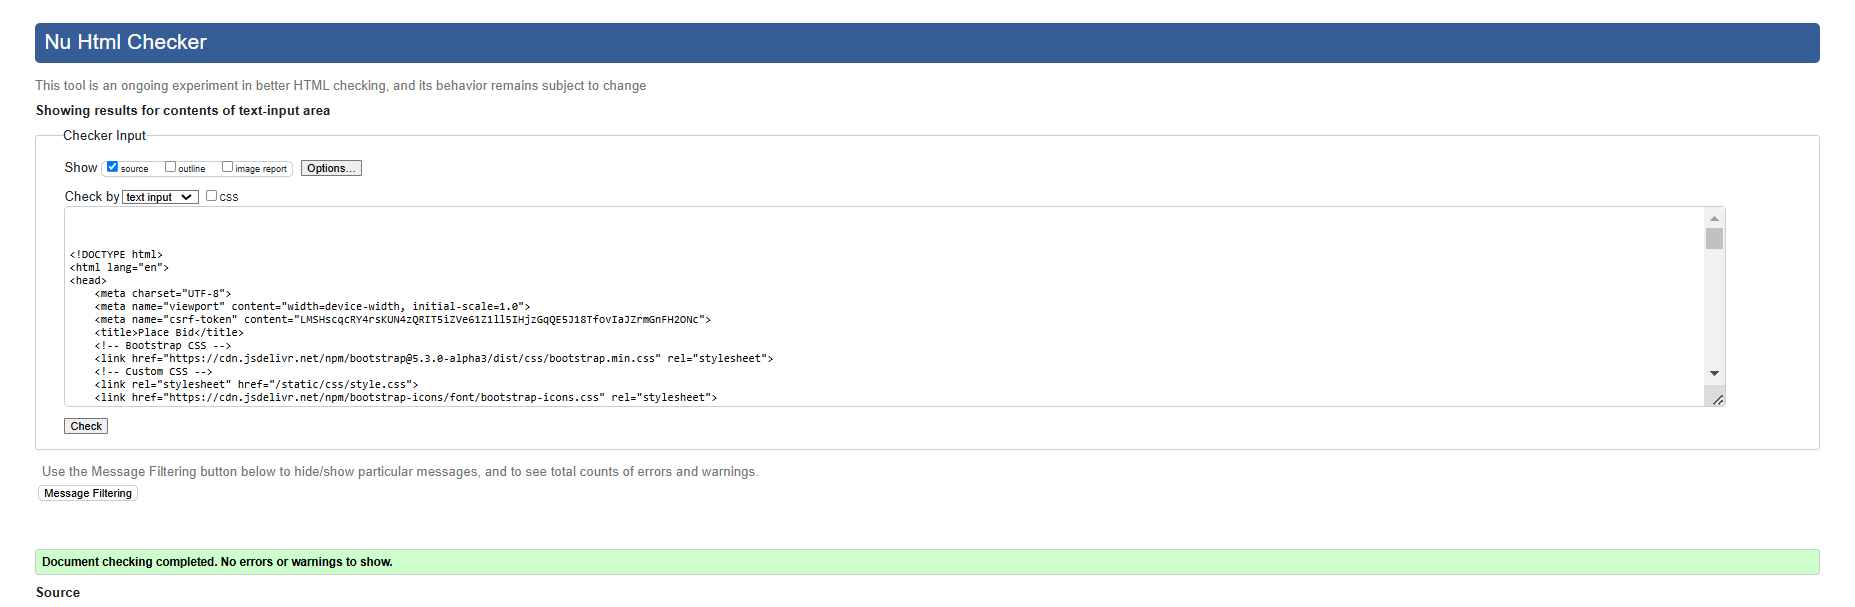 Nu Html Checker
This tool is an ongoing experiment in better HTML checking, and its behavior remains subject to change
Showing results for contents of text-input area
Checker Input
Show source outline image report Options...
Check by text input CSS
<!DOCTYPE html>
<html lang="en">
<head>
    <meta charset="UTF-8">
    <meta name="viewport" content="width=device-width, initial-scale=1.0">
    <meta name="csrf-token" content="LMSHscqcRY4rsKUN4zQRIT5iZVe61Z1ll5IHjzGqQE5J18TfovIaJZrmGnFH2ONc">
    <title>Place Bid</title>
    <!-- Bootstrap CSS -->
    <link href="https://cdn.jsdelivr.net/npm/bootstrap@5.3.0-alpha3/dist/css/bootstrap.min.css" rel="stylesheet">
    <!-- Custom CSS -->
    <link rel="stylesheet" href="/static/css/style.css">
    <link href="https://cdn.jsdelivr.net/npm/bootstrap-icons/font/bootstrap-icons.css" rel="stylesheet">
Check
Use the Message Filtering button below to hide/show particular messages, and to see total counts of errors and warnings.
Message Filtering
Document checking completed. No errors or warnings to show.
Source